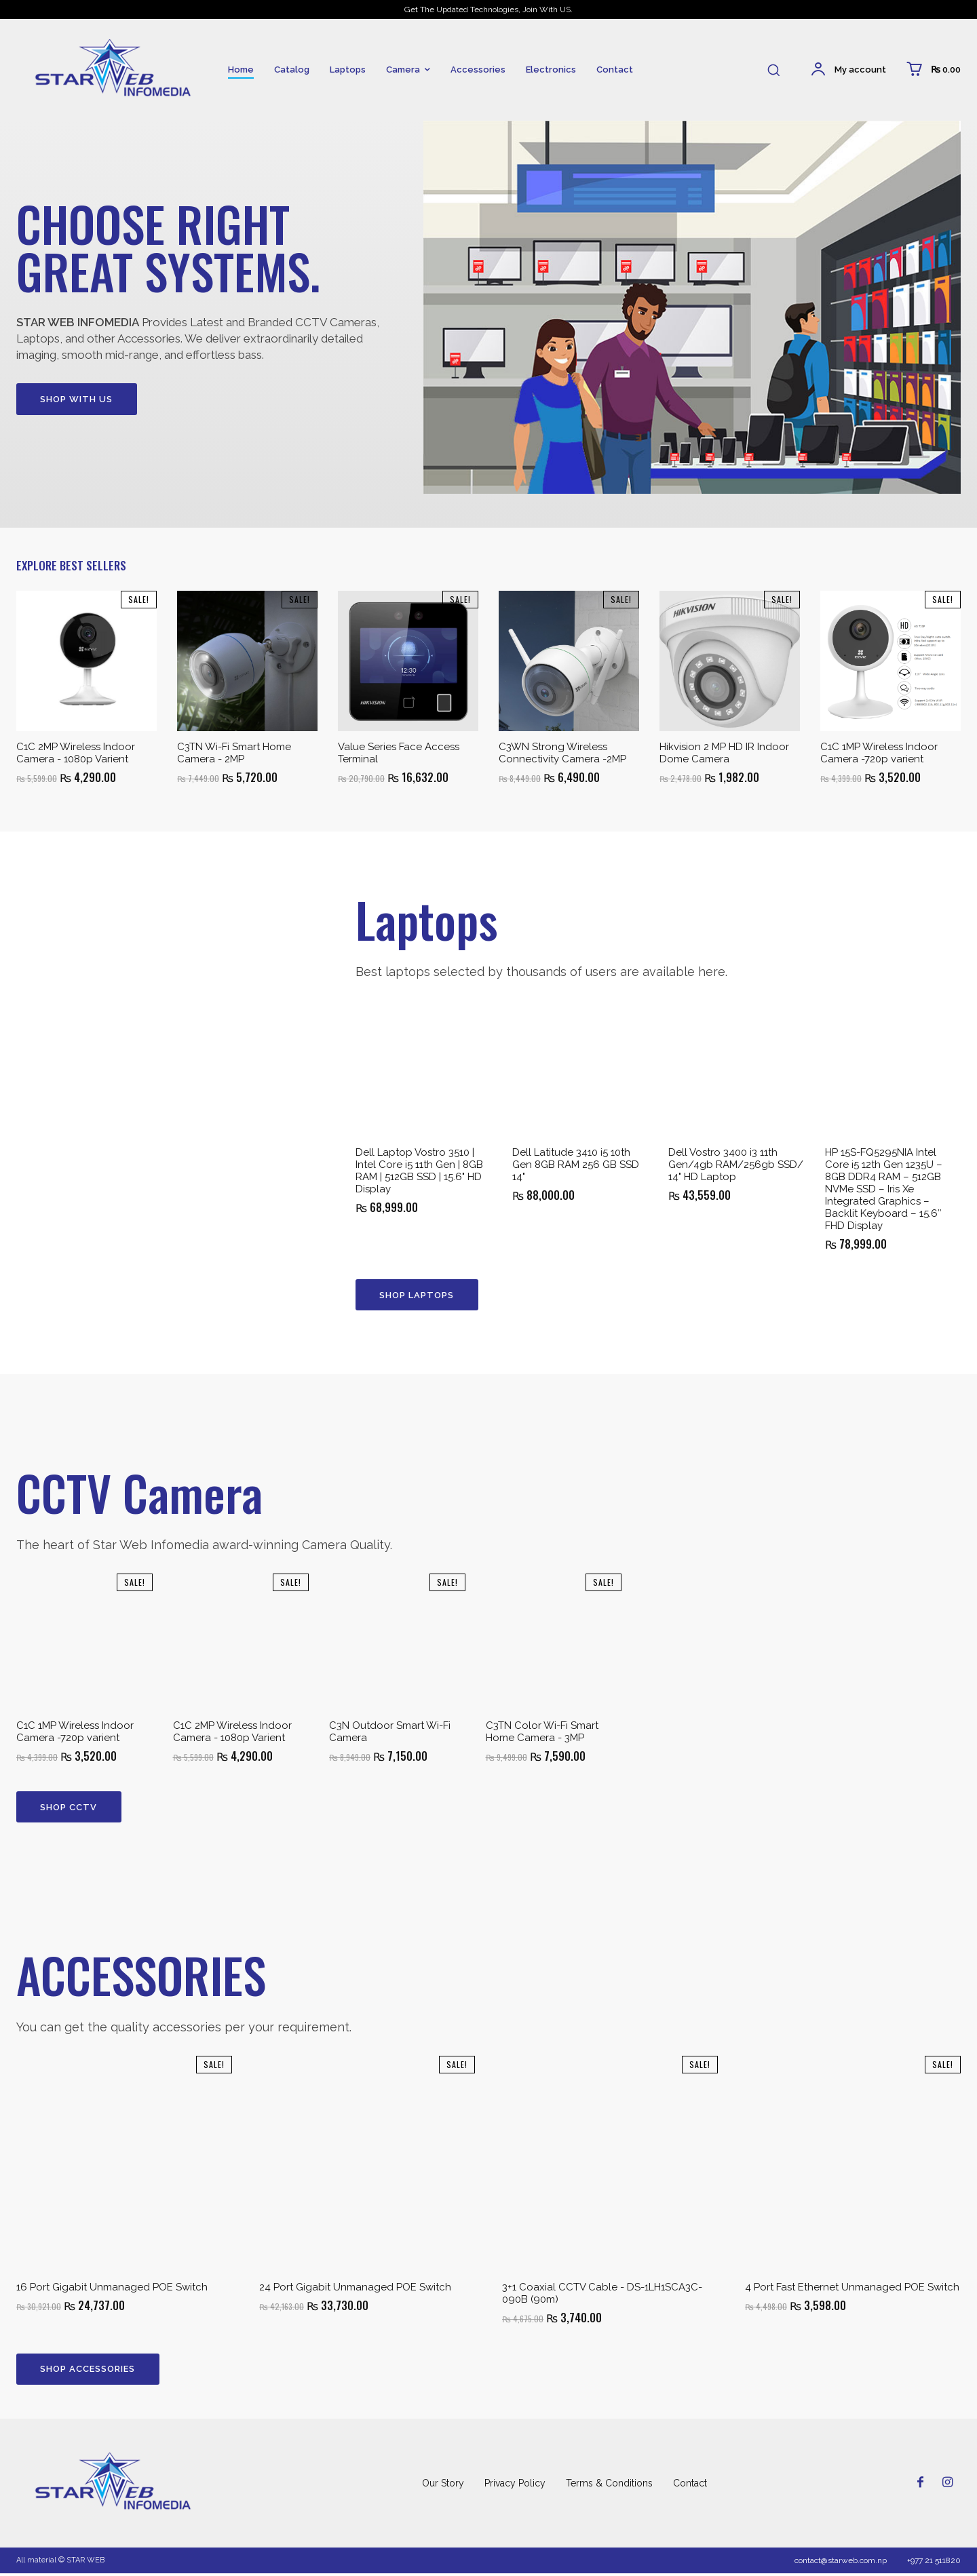 Get The Updated Technologies, Join With US.
STAR WEB
INFOMEDIA
Home
Catalog
Laptops
Camera
Accessories
Electronics
Contact
My account
₨ 0.00
CHOOSE RIGHT
GREAT SYSTEMS.
STAR WEB INFOMEDIA Provides Latest and Branded CCTV Cameras,
Laptops, and other Accessories. We deliver extraordinarily detailed
imaging, smooth mid-range, and effortless bass.
SHOP WITH US
EXPLORE BEST SELLERS
SALE!
C1C 2MP Wireless Indoor
Camera - 1080p Varient
₨ 5,599.00 ₨ 4,290.00
SALE!
C3TN Wi-Fi Smart Home
Camera - 2MP
₨ 7,449.00 ₨ 5,720.00
SALE!
12:30
HIKVISION
Value Series Face Access
Terminal
₨ 20,790.00 ₨ 16,632.00
SALE!
C3WN Strong Wireless
Connectivity Camera -2MP
₨ 8,449.00 ₨ 6,490.00
SALE!
HIKVISION
Hikvision 2 MP HD IR Indoor
Dome Camera
₨ 2,478.00 ₨ 1,982.00
SALE!
HD
C1C 1MP Wireless Indoor
Camera -720p varient
₨ 4,399.00 ₨ 3,520.00
Laptops
Best laptops selected by thousands of users are available here.
Dell Laptop Vostro 3510 |
Intel Core i5 11th Gen | 8GB
RAM | 512GB SSD | 15.6" HD
Display
₨ 68,999.00
Dell Latitude 3410 i5 10th
Gen 8GB RAM 256 GB SSD
14"
₨ 88,000.00
Dell Vostro 3400 i3 11th
Gen/4gb RAM/256gb SSD/
14" HD Laptop
₨ 43,559.00
HP 15S-FQ5295NIA Intel
Core i5 12th Gen 1235U –
8GB DDR4 RAM – 512GB
NVMe SSD – Iris Xe
Integrated Graphics –
Backlit Keyboard – 15.6″
FHD Display
₨ 78,999.00
SHOP LAPTOPS
CCTV Camera
The heart of Star Web Infomedia award-winning Camera Quality.
SALE!
C1C 1MP Wireless Indoor
Camera -720p varient
₨ 4,399.00 ₨ 3,520.00
SALE!
C1C 2MP Wireless Indoor
Camera - 1080p Varient
₨ 5,599.00 ₨ 4,290.00
SALE!
C3N Outdoor Smart Wi-Fi
Camera
₨ 8,949.00 ₨ 7,150.00
SALE!
C3TN Color Wi-Fi Smart
Home Camera - 3MP
₨ 9,499.00 ₨ 7,590.00
SHOP CCTV
ACCESSORIES
You can get the quality accessories per your requirement.
SALE!
16 Port Gigabit Unmanaged POE Switch
₨ 30,921.00 ₨ 24,737.00
SALE!
24 Port Gigabit Unmanaged POE Switch
₨ 42,163.00 ₨ 33,730.00
SALE!
3+1 Coaxial CCTV Cable - DS-1LH1SCA3C-
090B (90m)
₨ 4,675.00 ₨ 3,740.00
SALE!
4 Port Fast Ethernet Unmanaged POE Switch
₨ 4,498.00 ₨ 3,598.00
SHOP ACCESSORIES
STAR WEB
INFOMEDIA
Our Story
Privacy Policy
Terms & Conditions
Contact
All material © STAR WEB
contact@starweb.com.np
+977 21 511820